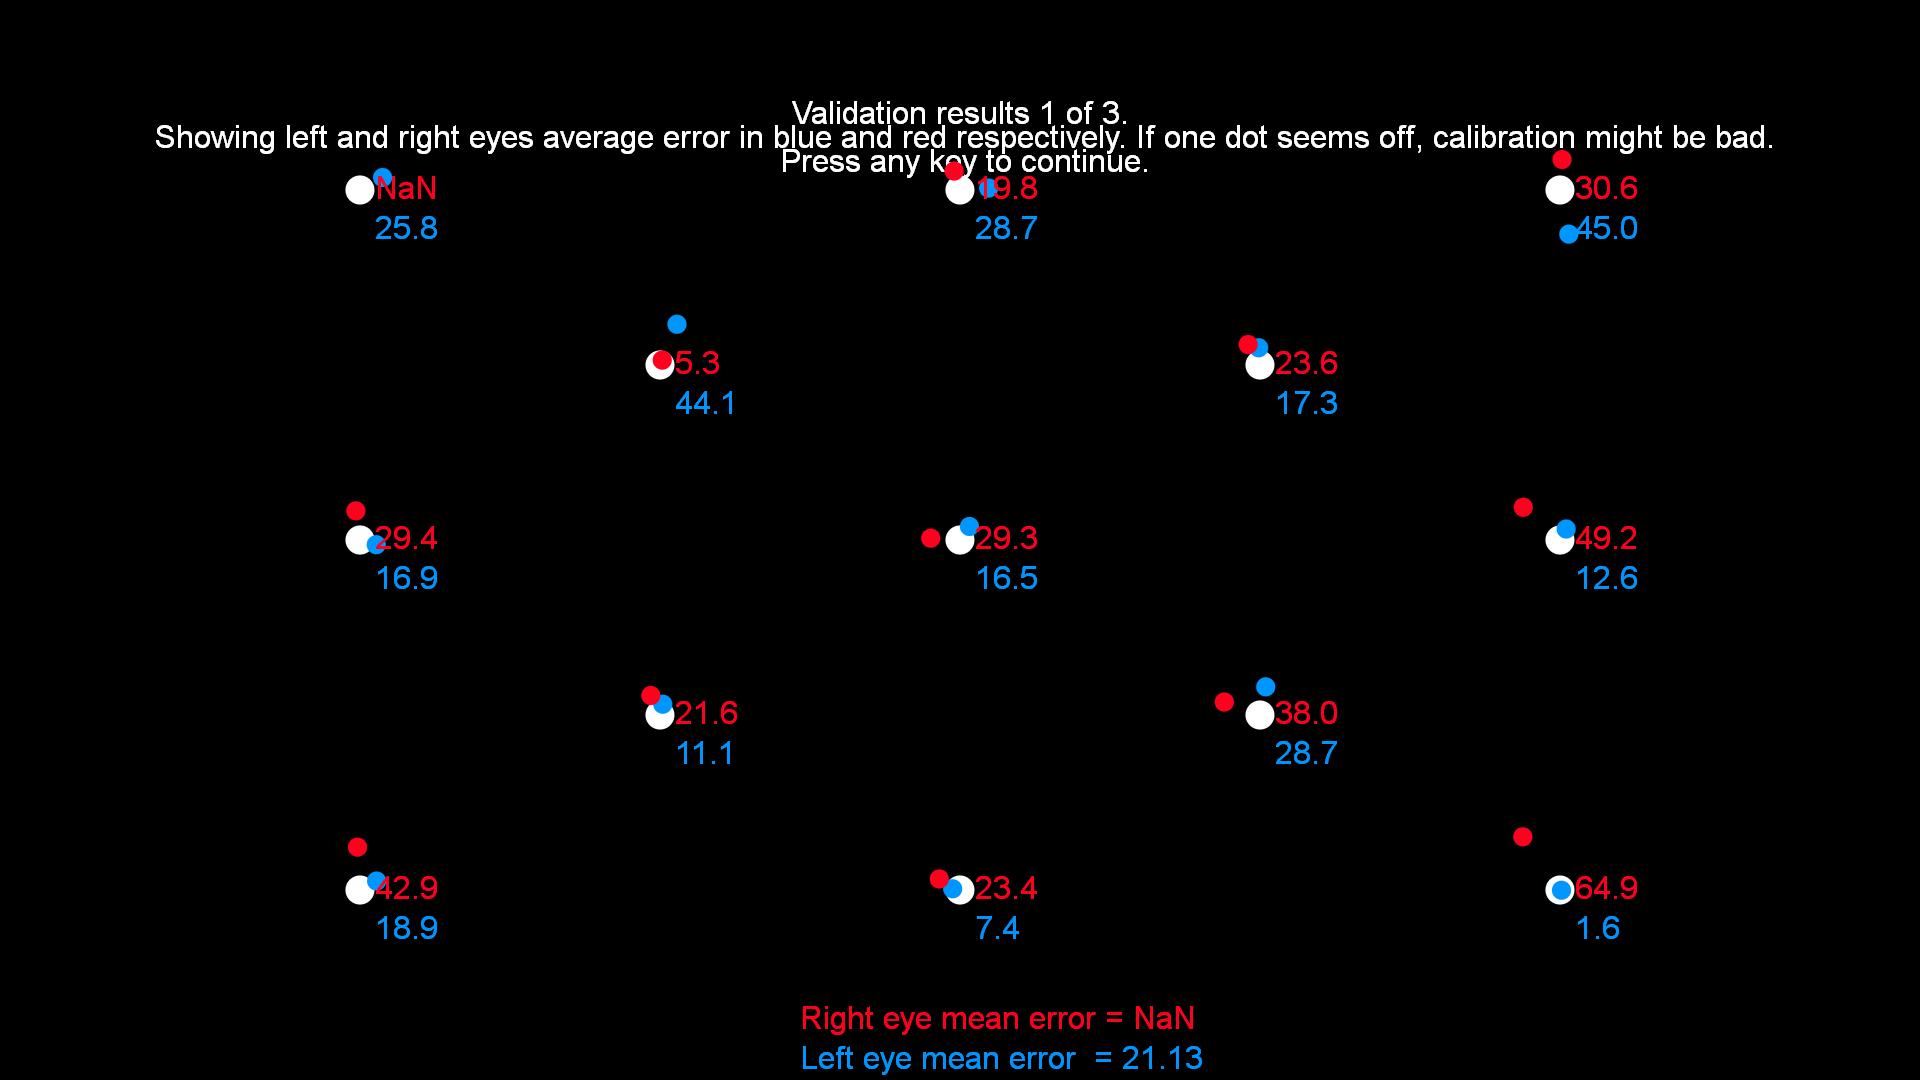 Validation results 1 of 3.
Showing left and right eyes average error in blue and red respectively. If one dot seems off, calibration might be bad.
Press any key to continue.
NaN 19.8 30.6
25.8 28.7 45.0
5.3 23.6
44.1 17.3
29.4 29.3 49.2
16.9 16.5 12.6
21.6 38.0
11.1 28.7
42.9 23.4 64.9
18.9 7.4 1.6
Right eye mean error = NaN
Left eye mean error = 21.13